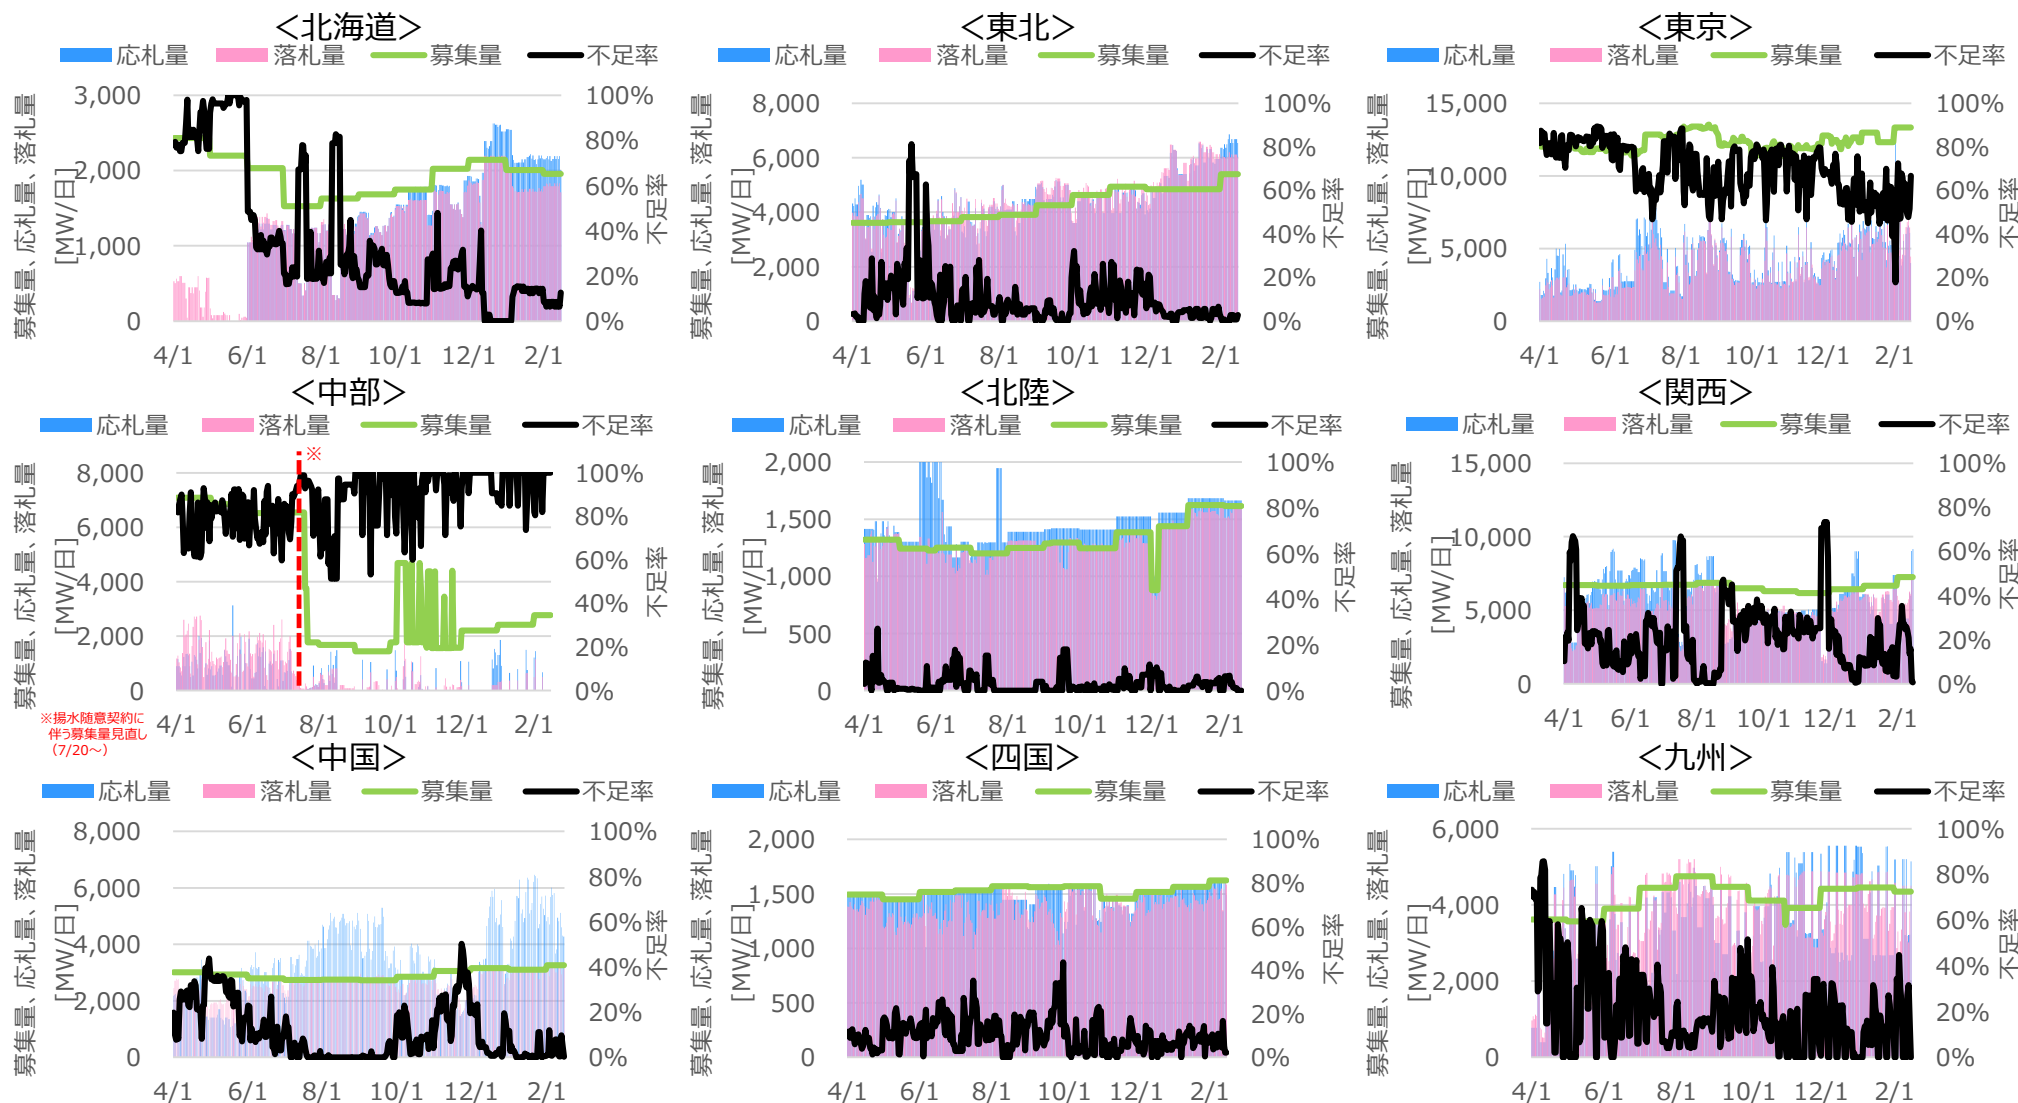 ＜北海道＞
応札量 落札量 募集量 不足率
募集量、応札量、落札量
[MW/日]
3,000
2,000
1,000
0
100%
80%
60%
40%
20%
0%
不足率
4/1 6/1 8/1 10/1 12/1 2/1
＜東北＞
応札量 落札量 募集量 不足率
募集量、応札量、落札量
[MW/日]
8,000
6,000
4,000
2,000
0
100%
80%
60%
40%
20%
0%
不足率
4/1 6/1 8/1 10/1 12/1 2/1
＜東京＞
応札量 落札量 募集量 不足率
募集量、応札量、落札量
[MW/日]
15,000
10,000
5,000
0
100%
80%
60%
40%
20%
0%
不足率
4/1 6/1 8/1 10/1 12/1 2/1
＜中部＞
応札量 落札量 募集量 不足率
募集量、応札量、落札量
[MW/日]
8,000
6,000
4,000
2,000
0
※
100%
80%
60%
40%
20%
0%
不足率
4/1 6/1 8/1 10/1 12/1 2/1
※揚水随意契約に
伴う募集量見直し
（7/20～）
＜北陸＞
応札量 落札量 募集量 不足率
募集量、応札量、落札量
[MW/日]
2,000
1,500
1,000
500
0
100%
80%
60%
40%
20%
0%
不足率
4/1 6/1 8/1 10/1 12/1 2/1
＜関西＞
応札量 落札量 募集量 不足率
募集量、応札量、落札量
[MW/日]
15,000
10,000
5,000
0
100%
80%
60%
40%
20%
0%
不足率
4/1 6/1 8/1 10/1 12/1 2/1
＜中国＞
応札量 落札量 募集量 不足率
募集量、応札量、落札量
[MW/日]
8,000
6,000
4,000
2,000
0
100%
80%
60%
40%
20%
0%
不足率
4/1 6/1 8/1 10/1 12/1 2/1
＜四国＞
応札量 落札量 募集量 不足率
募集量、応札量、落札量
[MW/日]
2,000
1,500
1,000
500
0
100%
80%
60%
40%
20%
0%
不足率
4/1 6/1 8/1 10/1 12/1 2/1
＜九州＞
応札量 落札量 募集量 不足率
募集量、応札量、落札量
[MW/日]
6,000
4,000
2,000
0
100%
80%
60%
40%
20%
0%
不足率
4/1 6/1 8/1 10/1 12/1 2/1